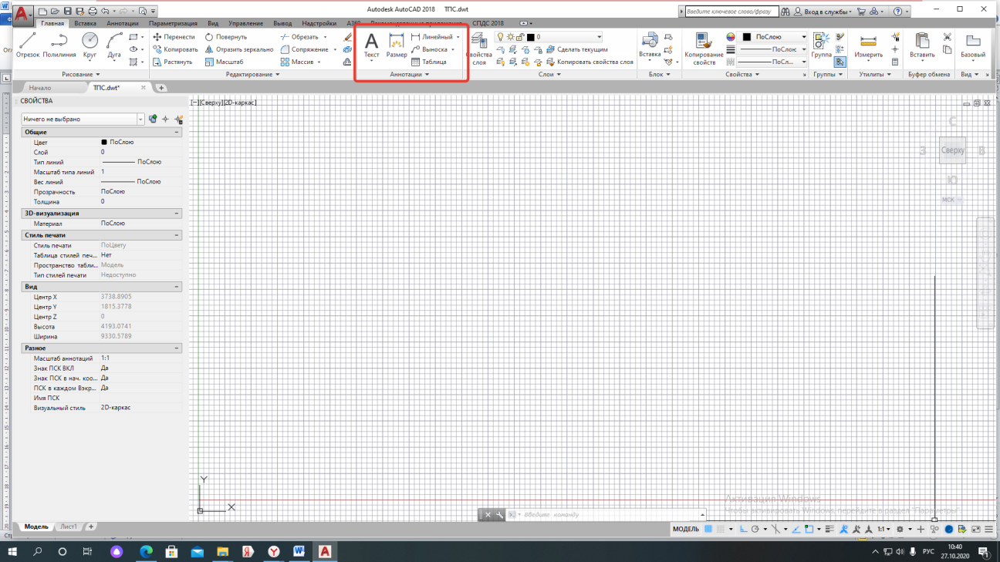 Autodesk AutoCAD 2018 ТПС.dwt
Введите ключевое слово/фразу
Вход в службы
Главная Вставка Аннотации Параметризация Вид Управление Вывод Надстройки A360 СПДС 2018
Перенести Повернуть Обрезать Линейный 0 ПоСлою
Копировать Отразить зеркально Сопряжение Выноска Сделать текущим ПоСлою
Растянуть Масштаб Массив Таблица Копировать свойства слоя ПоСл...
Отрезок Полилиния Круг Дуга Текст Размер Свойства слоя Вставка Копирование свойств Группа Измерить Вставить Базовый
Рисование Редактирование Аннотации Слои Блок Свойства Группы Утилиты Буфер обмена Вид
Начало ТПС.dwt*
СВОЙСТВА
[−][Сверху][2D-каркас]
Ничего не выбрано
Общие
Цвет ПоСлою
Слой 0
Тип линий ПоСлою
Масштаб типа линий 1
Вес линий ПоСлою
Прозрачность ПоСлою
Толщина 0
3D-визуализация
Материал ПоСлою
Стиль печати
Стиль печати ПоЦвету
Таблица стилей печ... Нет
Пространство табли... Модель
Тип стилей печати Недоступно
Вид
Центр X 3738.8905
Центр Y 1815.3778
Центр Z 0
Высота 4193.0741
Ширина 9330.5789
Разное
Масштаб аннотаций 1:1
Знак ПСК ВКЛ Да
Знак ПСК в нач. коо... Да
ПСК в каждом Вэкр... Да
Имя ПСК
Визуальный стиль 2D-каркас
С
З Сверху В
Ю
МСК
Y
X
Активация Windows
Чтобы активировать Windows, перейдите в раздел "Параметры".
Введите команду
Модель Лист1
МОДЕЛЬ 1:1
РУС
10:40
27.10.2020